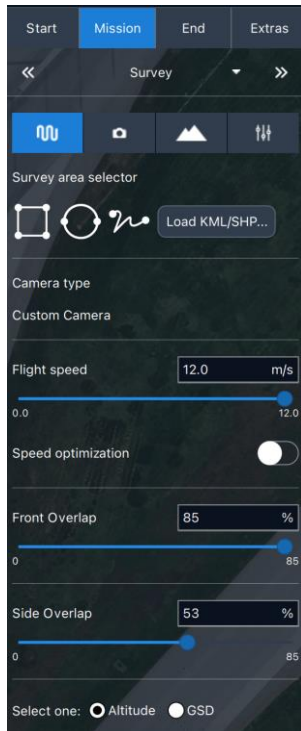 Start Mission End Extras
Survey
Survey area selector
Load KML/SHP...
Camera type
Custom Camera
Flight speed 12.0 m/s
0.0 12.0
Speed optimization
Front Overlap 85 %
0 85
Side Overlap 53 %
0 85
Select one: Altitude GSD